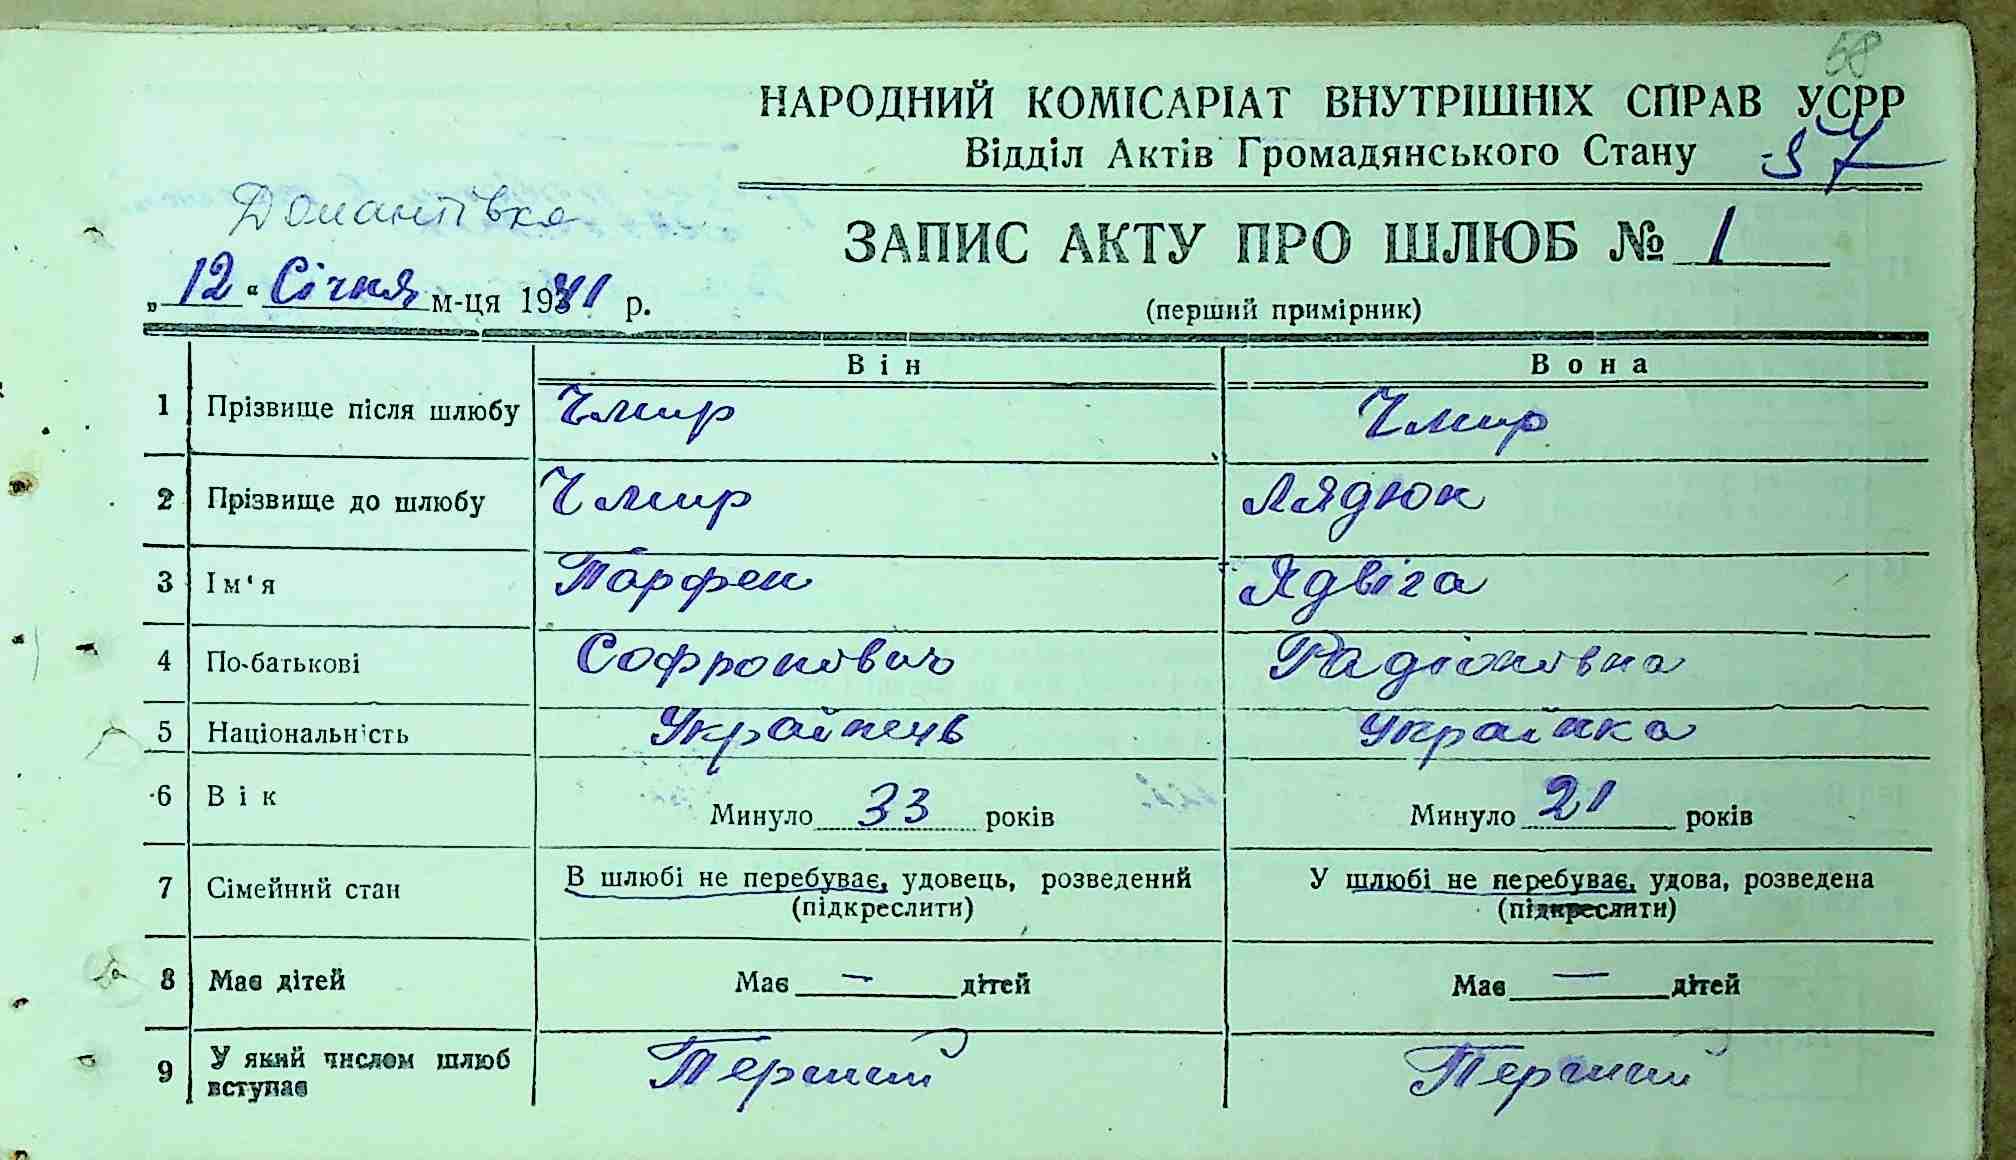 58
НАРОДНИЙ КОМІСАРІАТ ВНУТРІШНІХ СПРАВ УСРР
Відділ Актів Громадянського Стану 57
Домантівка
ЗАПИС АКТУ ПРО ШЛЮБ № 1
„12“ Січня м-ця 1941 р.
(перший примірник)
Він Вона
1 Прізвище після шлюбу Чмир Чмир
2 Прізвище до шлюбу Чмир Лядюк
3 Ім‘я Парфен Ядвіга
4 По-батькові Софронович Радіоновна
5 Національність Українець Українка
6 Вік Минуло 33 років Минуло 21 років
7 Сімейний стан В шлюбі не перебуває, удовець, розведений У шлюбі не перебуває, удова, розведена
(підкреслити) (підкреслити)
8 Має дітей Має — дітей Має — дітей
9 У який числом шлюб вступає Перший Перший